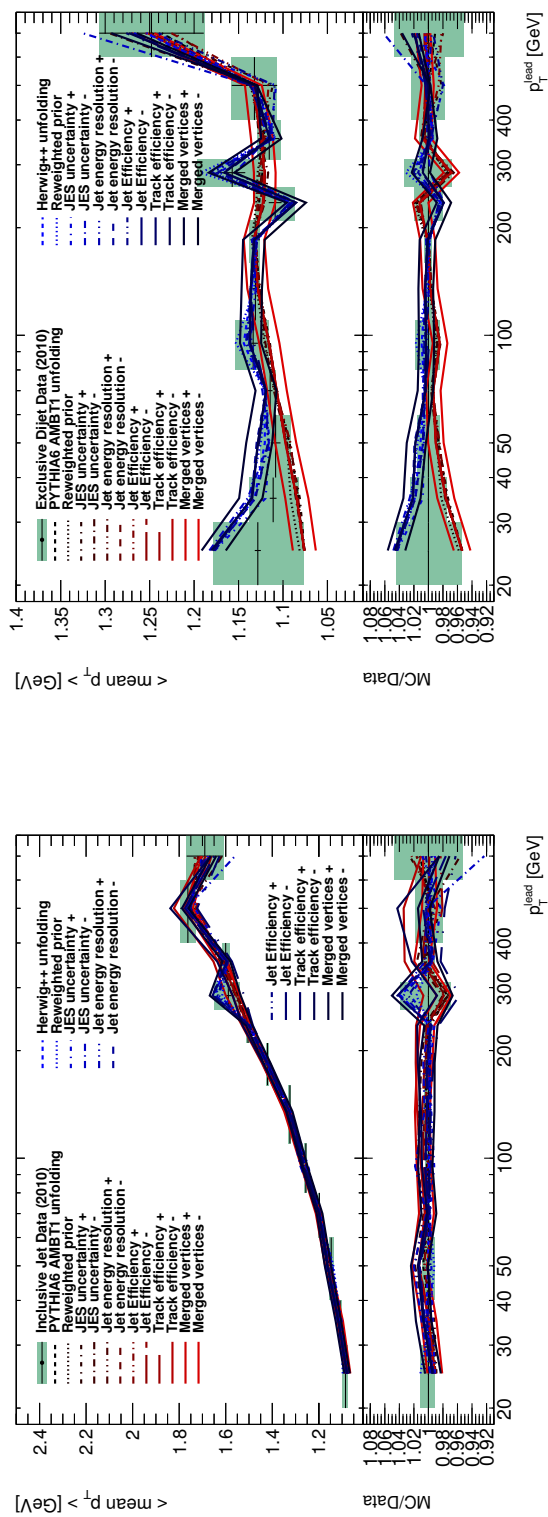 < mean p_T > [GeV]
2.4
2.2
2
1.8
1.6
1.4
1.2
Inclusive Jet Data (2010)
PYTHIA6 AMBT1 unfolding
Reweighted prior
JES uncertainty +
JES uncertainty -
Jet energy resolution +
Jet energy resolution -
Jet Efficiency +
Jet Efficiency -
Track efficiency +
Track efficiency -
Merged vertices +
Merged vertices -
Herwig++ unfolding
Reweighted prior
JES uncertainty +
JES uncertainty -
Jet energy resolution +
Jet energy resolution -
Jet Efficiency +
Jet Efficiency -
Track efficiency +
Track efficiency -
Merged vertices +
Merged vertices -
MC/Data
1.08
1.06
1.04
1.02
1
0.98
0.96
0.94
0.92
20 30 40 50 100 200 300 400
p_T^lead [GeV]
< mean p_T > [GeV]
1.4
1.35
1.3
1.25
1.2
1.15
1.1
1.05
Exclusive Dijet Data (2010)
PYTHIA6 AMBT1 unfolding
Reweighted prior
JES uncertainty +
JES uncertainty -
Jet energy resolution +
Jet energy resolution -
Jet Efficiency +
Jet Efficiency -
Track efficiency +
Track efficiency -
Merged vertices +
Merged vertices -
Herwig++ unfolding
Reweighted prior
JES uncertainty +
JES uncertainty -
Jet energy resolution +
Jet energy resolution -
Jet Efficiency +
Jet Efficiency -
Track efficiency +
Track efficiency -
Merged vertices +
Merged vertices -
MC/Data
1.08
1.06
1.04
1.02
1
0.98
0.96
0.94
0.92
20 30 40 50 100 200 300 400
p_T^lead [GeV]